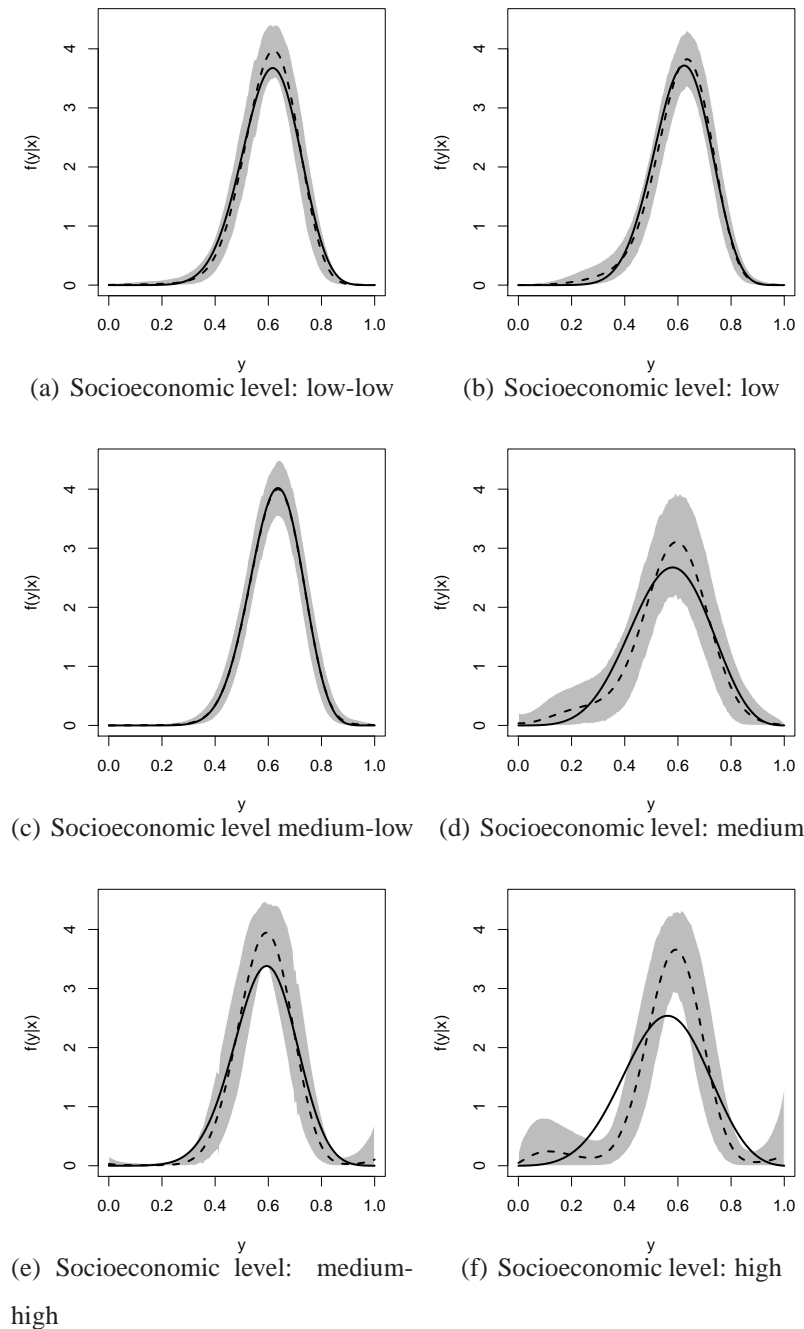 f(y|x)
4
3
2
1
0
0.0 0.2 0.4 0.6 0.8 1.0
y
(a) Socioeconomic level: low-low
f(y|x)
4
3
2
1
0
0.0 0.2 0.4 0.6 0.8 1.0
y
(b) Socioeconomic level: low
f(y|x)
4
3
2
1
0
0.0 0.2 0.4 0.6 0.8 1.0
y
(c) Socioeconomic level medium-low
f(y|x)
4
3
2
1
0
0.0 0.2 0.4 0.6 0.8 1.0
y
(d) Socioeconomic level: medium
f(y|x)
4
3
2
1
0
0.0 0.2 0.4 0.6 0.8 1.0
y
(e) Socioeconomic level: medium-
high
f(y|x)
4
3
2
1
0
0.0 0.2 0.4 0.6 0.8 1.0
y
(f) Socioeconomic level: high